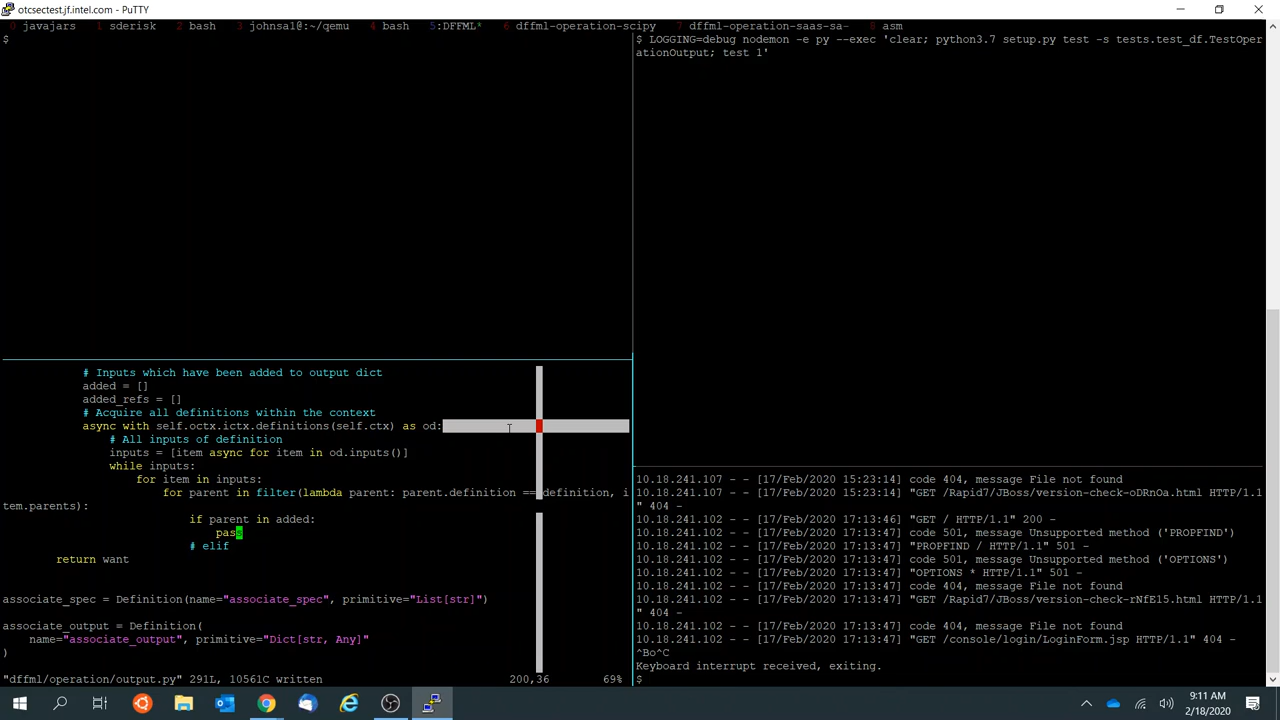 otcsectest.jf.intel.com - PuTTY
0 javajars 1 sderisk 2 bash 3 johnsa1@:~/qemu 4 bash 5:DFFML* 6 dffml-operation-scipy 7 dffml-operation-saas-sa- 8 asm
$
$ LOGGING=debug nodemon -e py --exec 'clear; python3.7 setup.py test -s tests.test_df.TestOper
ationOutput; test 1'
# Inputs which have been added to output dict
added = []
added_refs = []
# Acquire all definitions within the context
async with self.octx.ictx.definitions(self.ctx) as od:
# All inputs of definition
inputs = [item async for item in od.inputs()]
while inputs:
for item in inputs:
for parent in filter(lambda parent: parent.definition == definition, i
tem.parents):
if parent in added:
pass
# elif
return want
associate_spec = Definition(name="associate_spec", primitive="List[str]")
associate_output = Definition(
name="associate_output", primitive="Dict[str, Any]"
)
"dffml/operation/output.py" 291L, 10561C written 200,36 69%
10.18.241.107 - - [17/Feb/2020 15:23:14] code 404, message File not found
10.18.241.107 - - [17/Feb/2020 15:23:14] "GET /Rapid7/JBoss/version-check-oDRnOa.html HTTP/1.1
" 404 -
10.18.241.102 - - [17/Feb/2020 17:13:46] "GET / HTTP/1.1" 200 -
10.18.241.102 - - [17/Feb/2020 17:13:47] code 501, message Unsupported method ('PROPFIND')
10.18.241.102 - - [17/Feb/2020 17:13:47] "PROPFIND / HTTP/1.1" 501 -
10.18.241.102 - - [17/Feb/2020 17:13:47] code 501, message Unsupported method ('OPTIONS')
10.18.241.102 - - [17/Feb/2020 17:13:47] "OPTIONS * HTTP/1.1" 501 -
10.18.241.102 - - [17/Feb/2020 17:13:47] code 404, message File not found
10.18.241.102 - - [17/Feb/2020 17:13:47] "GET /Rapid7/JBoss/version-check-rNfE15.html HTTP/1.1
" 404 -
10.18.241.102 - - [17/Feb/2020 17:13:47] code 404, message File not found
10.18.241.102 - - [17/Feb/2020 17:13:47] "GET /console/login/LoginForm.jsp HTTP/1.1" 404 -
^Bo^C
Keyboard interrupt received, exiting.
$
9:11 AM
2/18/2020